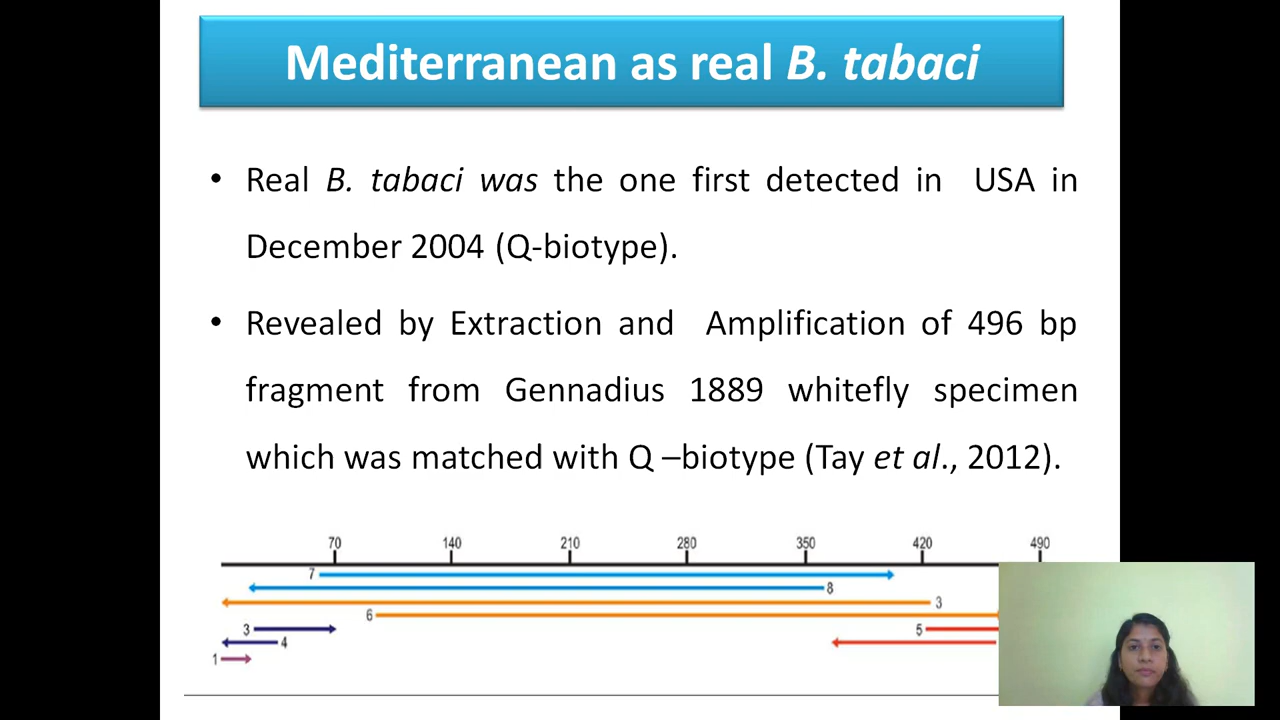 Mediterranean as real B. tabaci
• Real B. tabaci was the one first detected in USA in
December 2004 (Q-biotype).
• Revealed by Extraction and Amplification of 496 bp
fragment from Gennadius 1889 whitefly specimen
which was matched with Q –biotype (Tay et al., 2012).
70 140 210 280 350 420 490
7
8
3
6
3 5
4
1